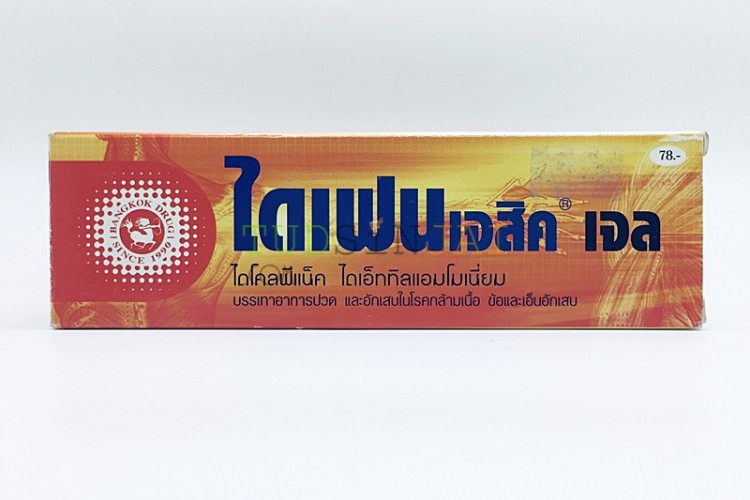 78.-
ไดเฟนเจสิค® เจล
BANGKOK DRUG
SINCE 1999
ไดโคลฟีแน็ค ไดเอ็ททิลแอมโมเนี่ยม
บรรเทาอาการปวด และอักเสบในโรคกล้ามเนื้อ ข้อและเอ็นอักเสบ